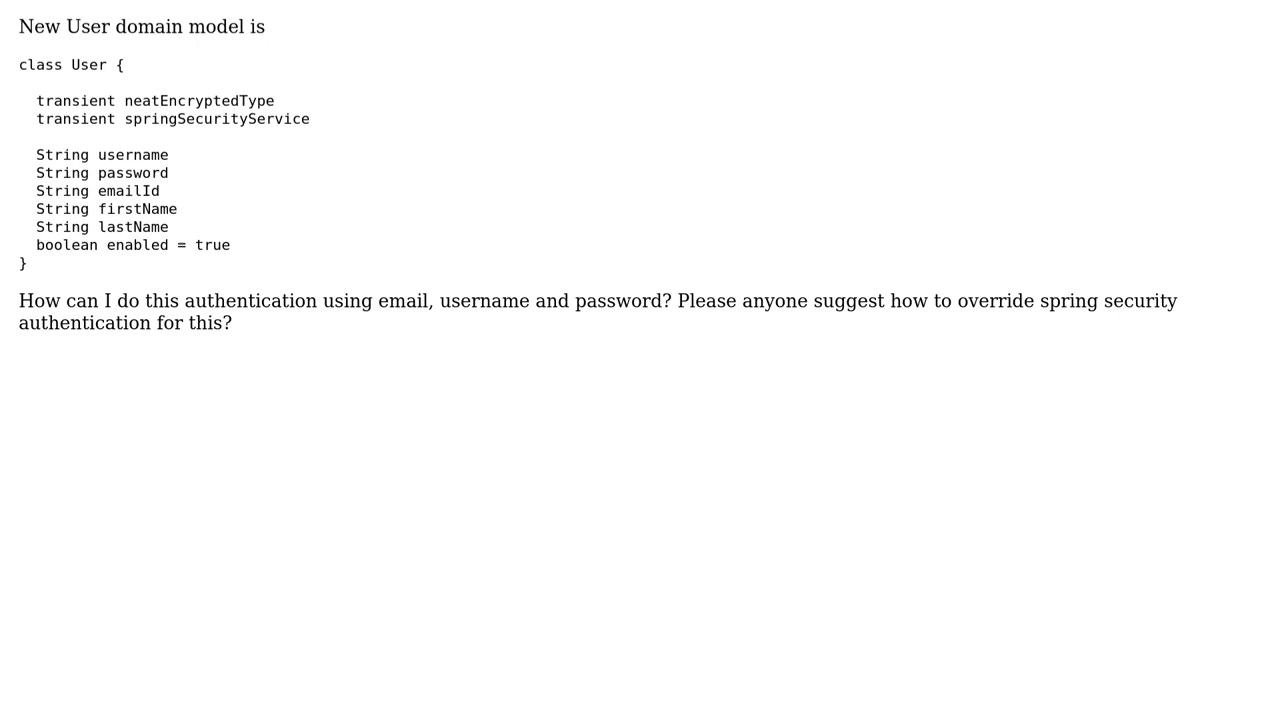 New User domain model is
class User {
transient neatEncryptedType
transient springSecurityService
String username
String password
String emailId
String firstName
String lastName
boolean enabled = true
}
How can I do this authentication using email, username and password? Please anyone suggest how to override spring security
authentication for this?